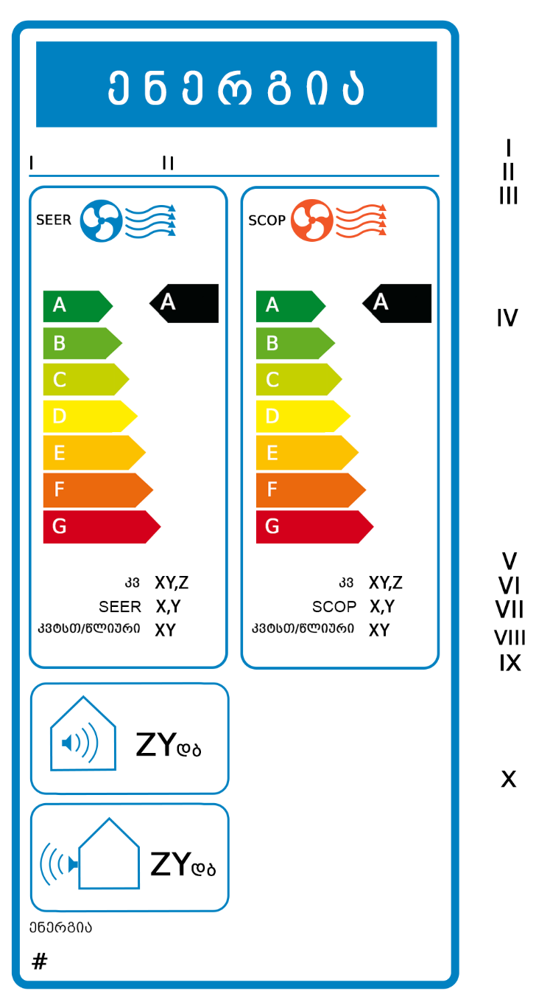 ენერგია
I II
I
II
III
SEER
A A
B
C
D
E
F
G
კვ XY,Z
SEER X,Y
კვტსთ/წლიური XY
SCOP
A A
B
C
D
E
F
G
კვ XY,Z
SCOP X,Y
კვტსთ/წლიური XY
IV
V
VI
VII
VIII
IX
ZYდბ
X
ZYდბ
ენერგია
#